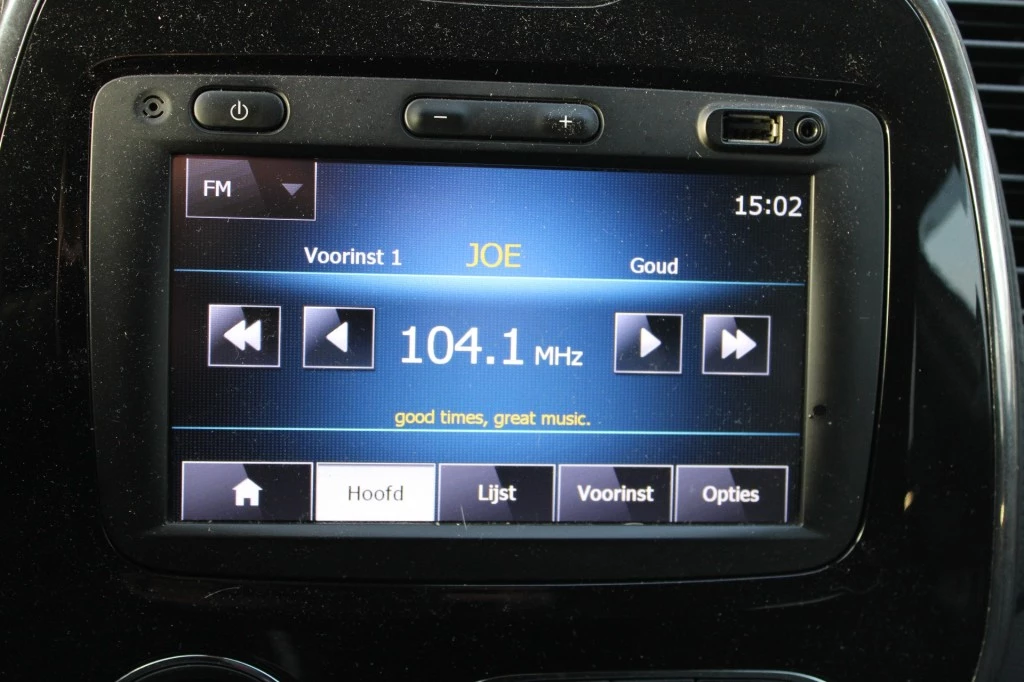 − +
FM
15:02
Voorinst 1 JOE Goud
104.1 MHz
good times, great music.
Hoofd Lijst Voorinst Opties